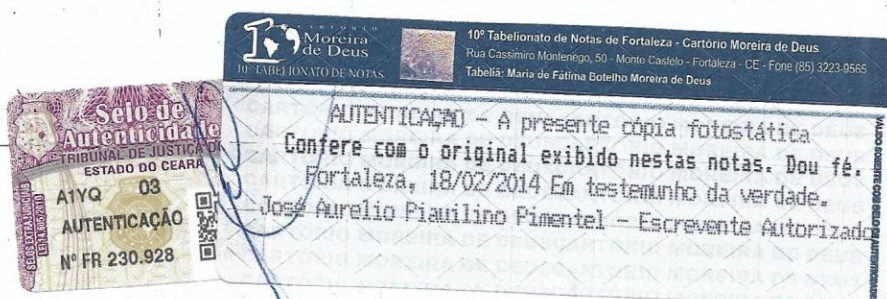 CARTÓRIO
Moreira
de Deus
10º TABELIONATO DE NOTAS
10º Tabelionato de Notas de Fortaleza - Cartório Moreira de Deus
Rua Cassimiro Montenego, 50 - Monte Castelo - Fortaleza - CE - Fone (85) 3223-9565
Tabeliã: Maria de Fátima Botelho Moreira de Deus
AUTENTICAÇÃO - A presente cópia fotostática
Confere com o original exibido nestas notas. Dou fé.
Fortaleza, 18/02/2014 Em testemunho da verdade.
José Aurelio Piauilino Pimentel - Escrevente Autorizado
VALIDO SOMENTE COM SELO DE AUTENTICIDADE
Selo de
Autenticidade
TRIBUNAL DE JUSTIÇA DO
ESTADO DO CEARÁ
A1YQ 03
AUTENTICAÇÃO
Nº FR 230.928
SELOS EXTRAJUDICIAIS